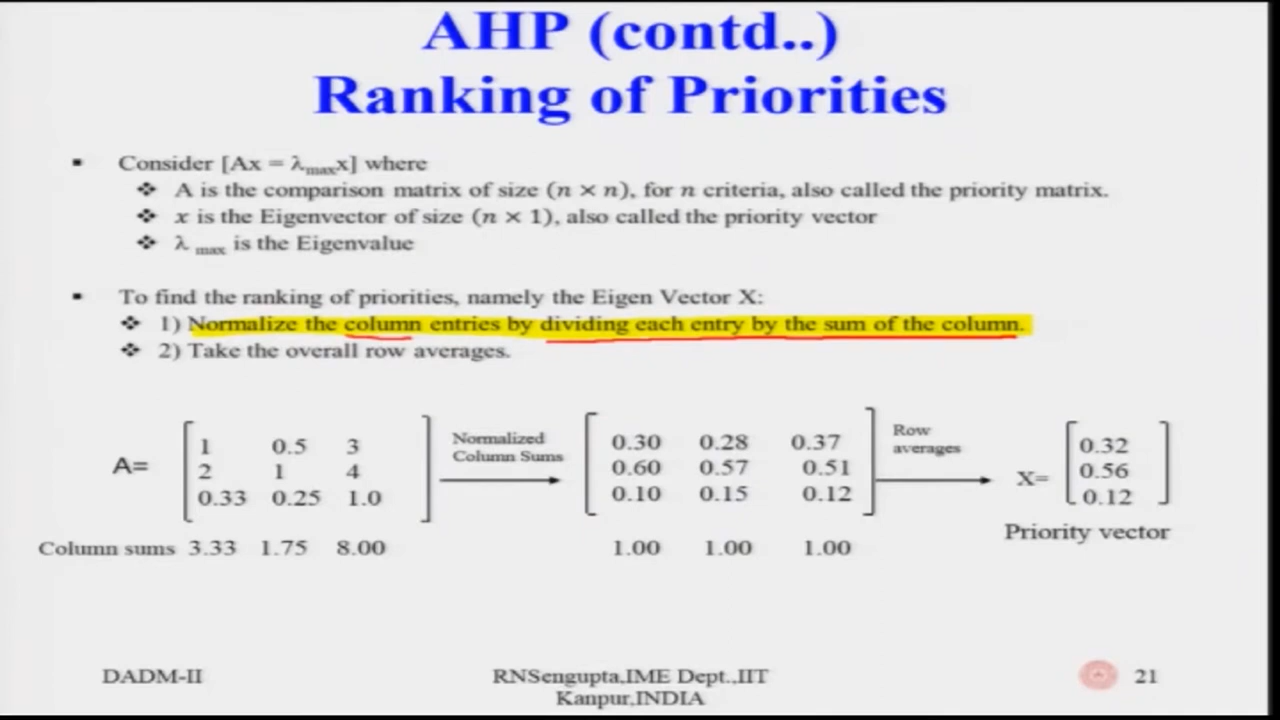 AHP (contd..)
Ranking of Priorities
▪ Consider [Ax = λmaxx] where
❖ A is the comparison matrix of size (n × n), for n criteria, also called the priority matrix.
❖ x is the Eigenvector of size (n × 1), also called the priority vector
❖ λ max is the Eigenvalue
▪ To find the ranking of priorities, namely the Eigen Vector X:
❖ 1) Normalize the column entries by dividing each entry by the sum of the column.
❖ 2) Take the overall row averages.
A=
1 0.5 3
2 1 4
0.33 0.25 1.0
Column sums 3.33 1.75 8.00
Normalized
Column Sums
0.30 0.28 0.37
0.60 0.57 0.51
0.10 0.15 0.12
1.00 1.00 1.00
Row
averages
X=
0.32
0.56
0.12
Priority vector
DADM-II
RNSengupta,IME Dept.,IIT
Kanpur,INDIA
21